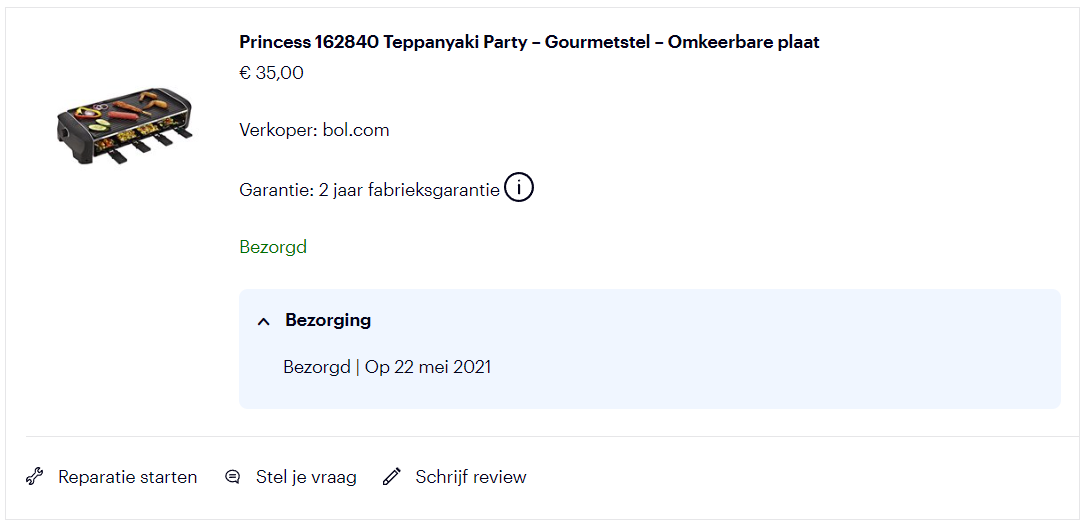 Princess 162840 Teppanyaki Party – Gourmetstel – Omkeerbare plaat
€ 35,00
Verkoper: bol.com
Garantie: 2 jaar fabrieksgarantie
Bezorgd
Bezorging
Bezorgd | Op 22 mei 2021
Reparatie starten Stel je vraag Schrijf review